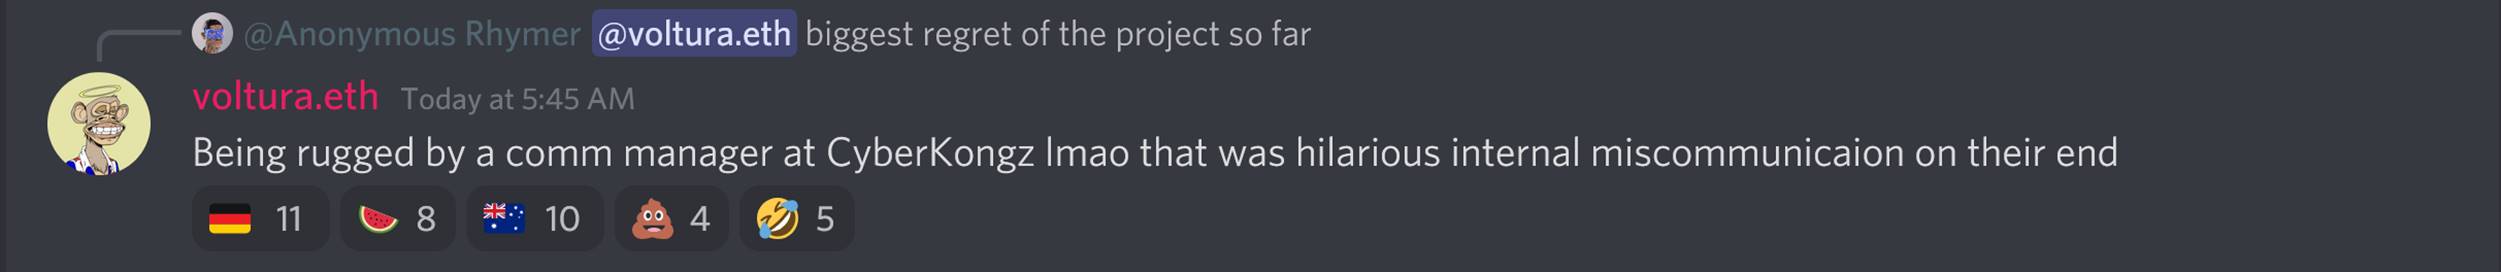 @Anonymous Rhymer @voltura.eth biggest regret of the project so far
voltura.eth Today at 5:45 AM
Being rugged by a comm manager at CyberKongz lmao that was hilarious internal miscommunicaion on their end
11 8 10 4 5